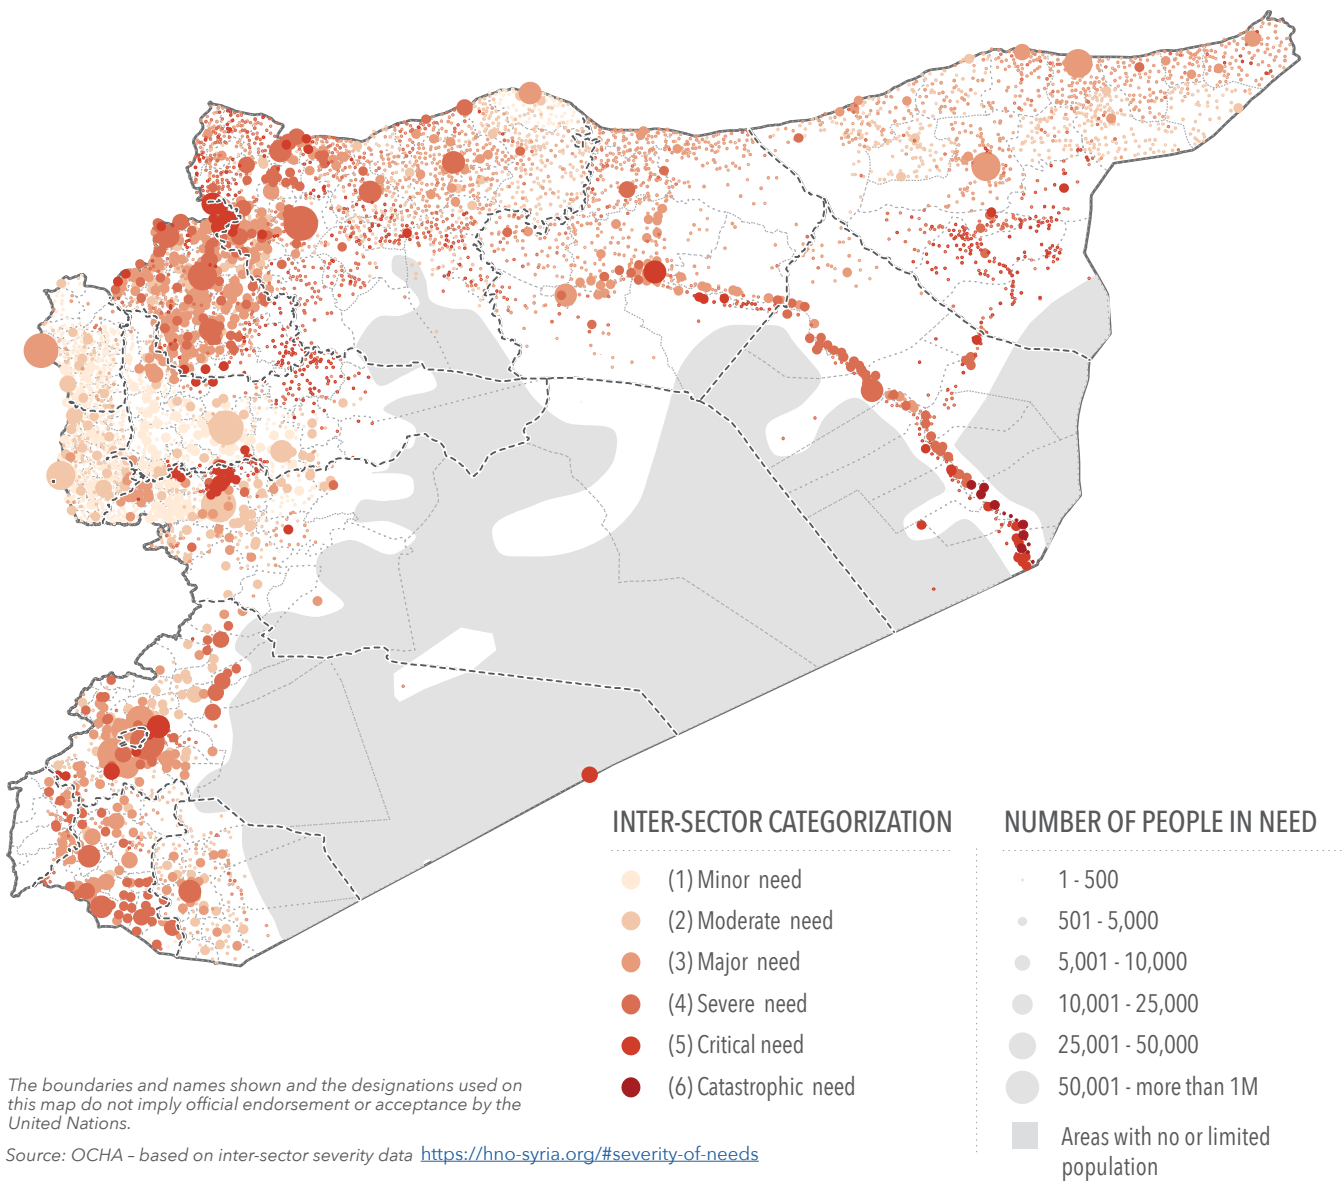 INTER-SECTOR CATEGORIZATION
(1) Minor need
(2) Moderate need
(3) Major need
(4) Severe need
(5) Critical need
(6) Catastrophic need
NUMBER OF PEOPLE IN NEED
1 - 500
501 - 5,000
5,001 - 10,000
10,001 - 25,000
25,001 - 50,000
50,001 - more than 1M
Areas with no or limited
population
The boundaries and names shown and the designations used on
this map do not imply official endorsement or acceptance by the
United Nations.
Source: OCHA – based on inter-sector severity data https://hno-syria.org/#severity-of-needs